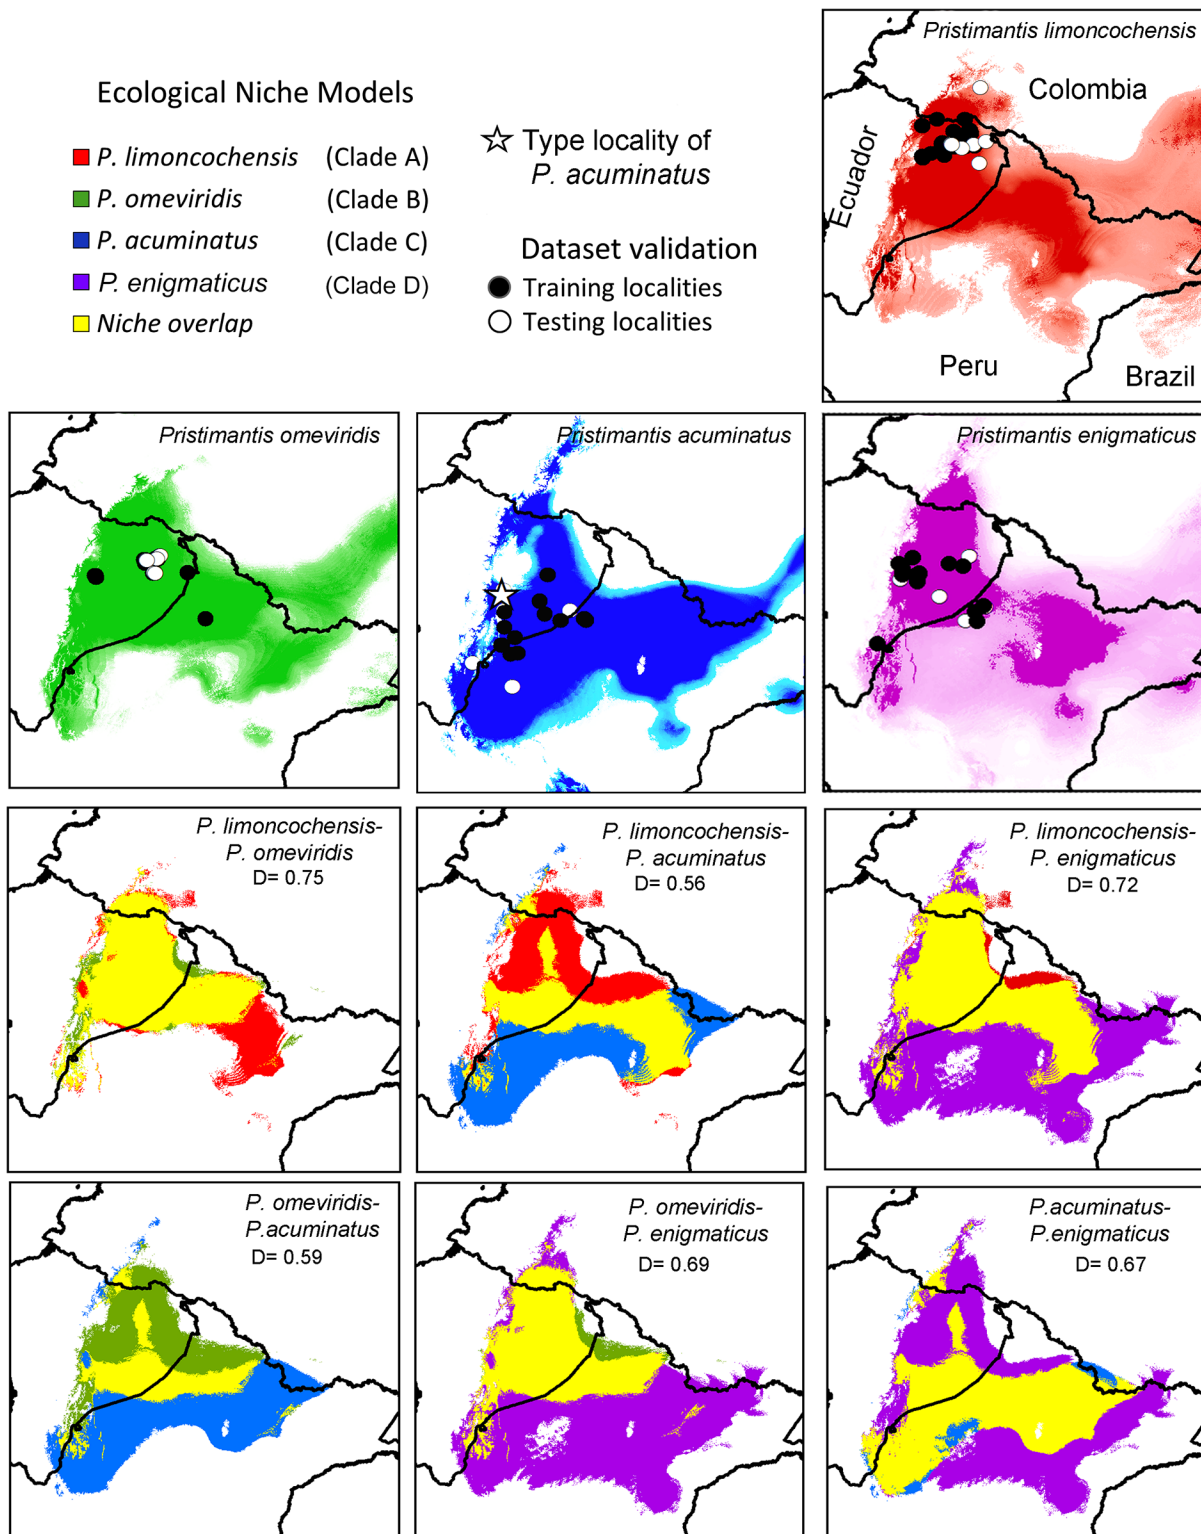 Ecological Niche Models
P. limoncochensis (Clade A)
P. omeviridis (Clade B)
P. acuminatus (Clade C)
P. enigmaticus (Clade D)
Niche overlap
Type locality of
P. acuminatus
Dataset validation
Training localities
Testing localities
Pristimantis limoncochensis
Colombia
Ecuador
Peru
Brazil
Pristimantis omeviridis
Pristimantis acuminatus
Pristimantis enigmaticus
P. limoncochensis-
P. omeviridis
D= 0.75
P. limoncochensis-
P. acuminatus
D= 0.56
P. limoncochensis-
P. enigmaticus
D= 0.72
P. omeviridis-
P.acuminatus
D= 0.59
P. omeviridis-
P. enigmaticus
D= 0.69
P.acuminatus-
P.enigmaticus
D= 0.67